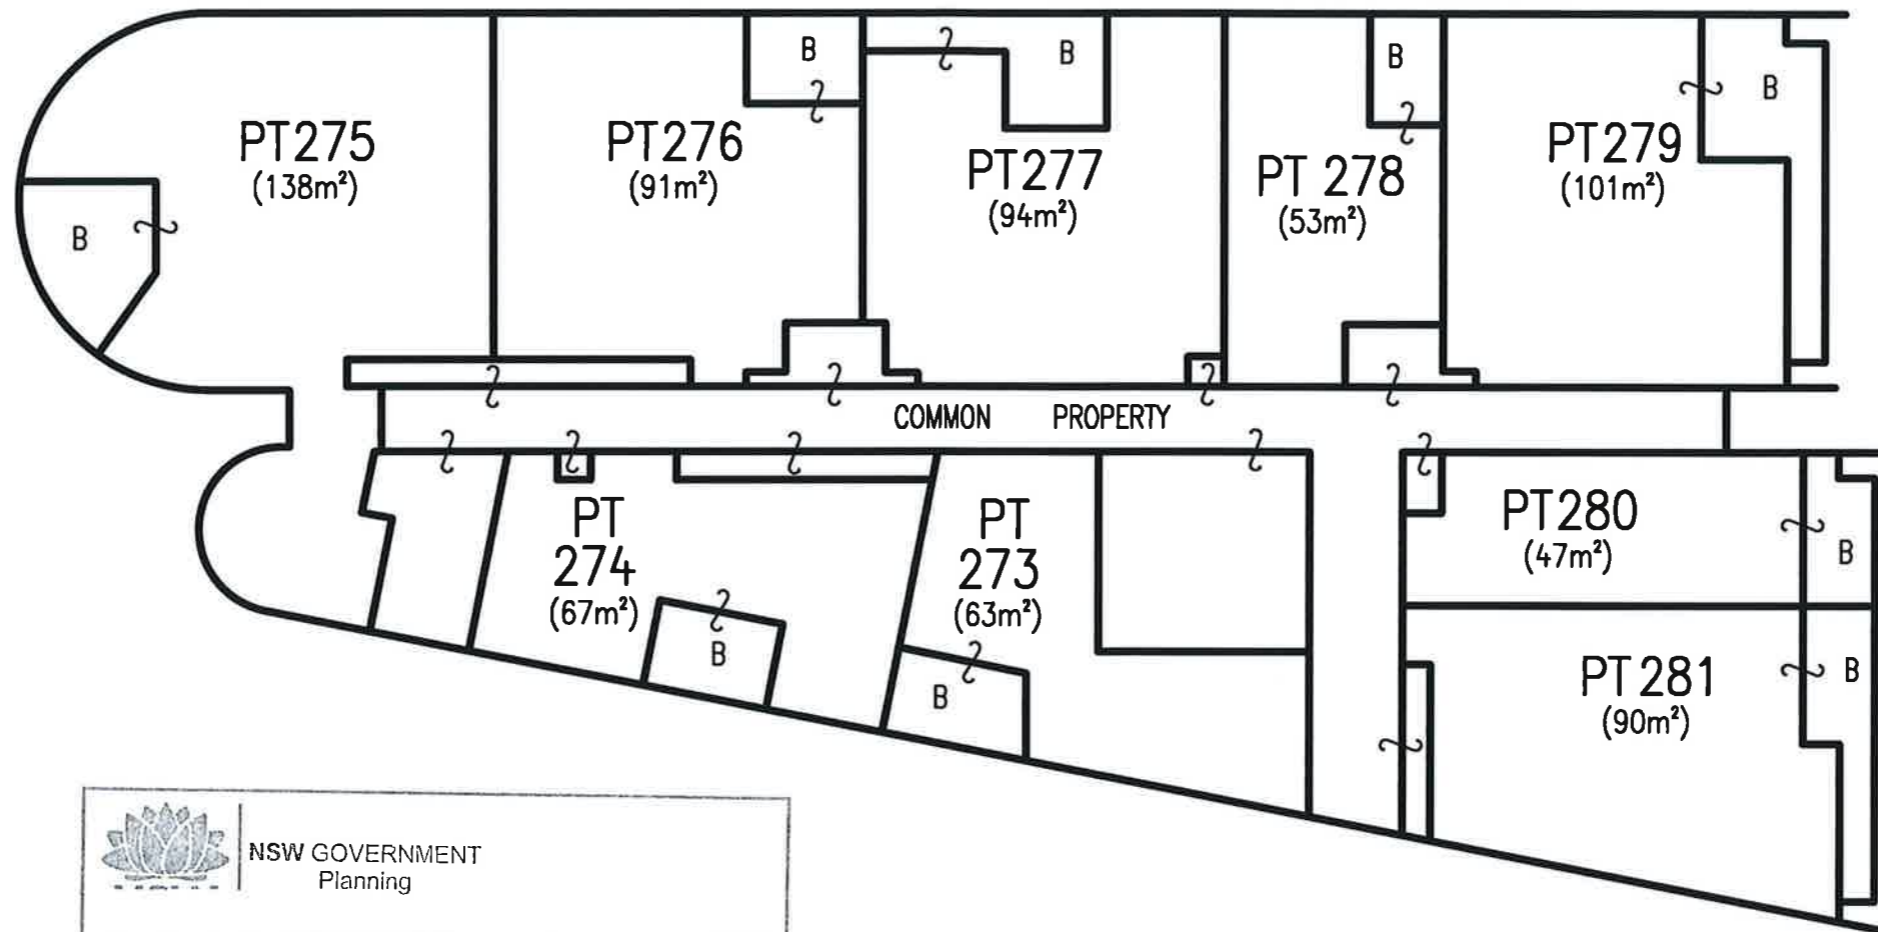 B
B
B
B
B
PT275
(138m²)
PT276
(91m²)
PT277
(94m²)
PT 278
(53m²)
PT279
(101m²)
COMMON PROPERTY
PT
274
(67m²)
B
PT
273
(63m²)
B
PT280
(47m²)
B
PT281
(90m²)
B
NSW GOVERNMENT
Planning